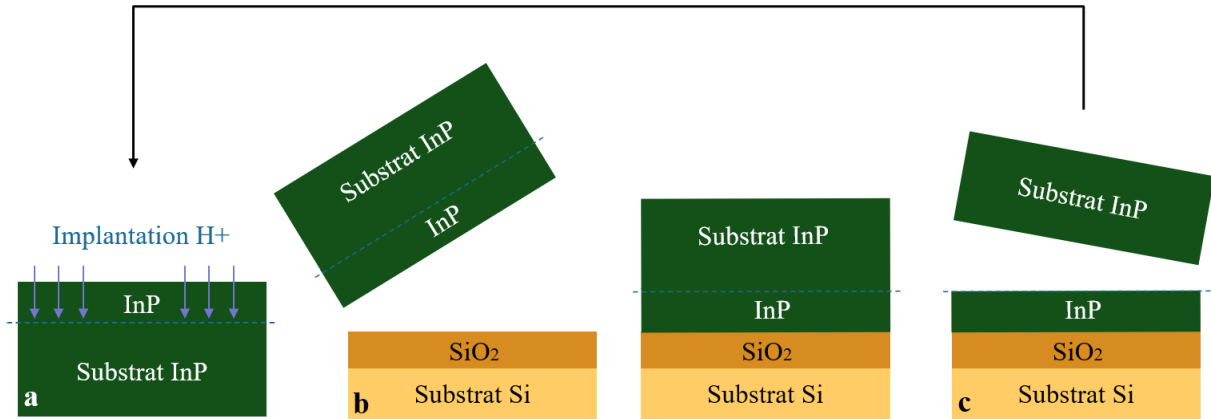 Implantation H+
InP
Substrat InP
a
Substrat InP
InP
SiO₂
Substrat Si
b
Substrat InP
InP
SiO₂
Substrat Si
Substrat InP
InP
SiO₂
Substrat Si
c